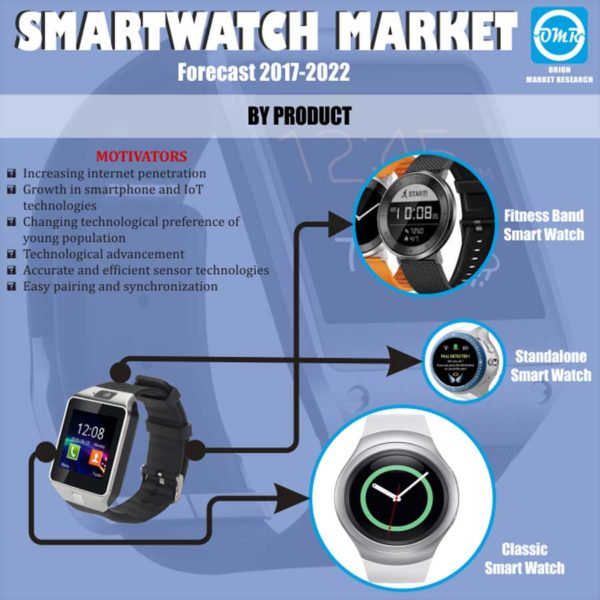 SMARTWATCH MARKET
Forecast 2017-2022
OMR
ORION
MARKET RESEARCH
BY PRODUCT
MOTIVATORS
Increasing internet penetration
Growth in smartphone and IoT
technologies
Changing technological preference of
young population
Technological advancement
Accurate and efficient sensor technologies
Easy pairing and synchronization
START!
1:0:08
7250
Fitness Band
Smart Watch
FALL DETECTED!
Standalone
Smart Watch
12:08
Classic
Smart Watch